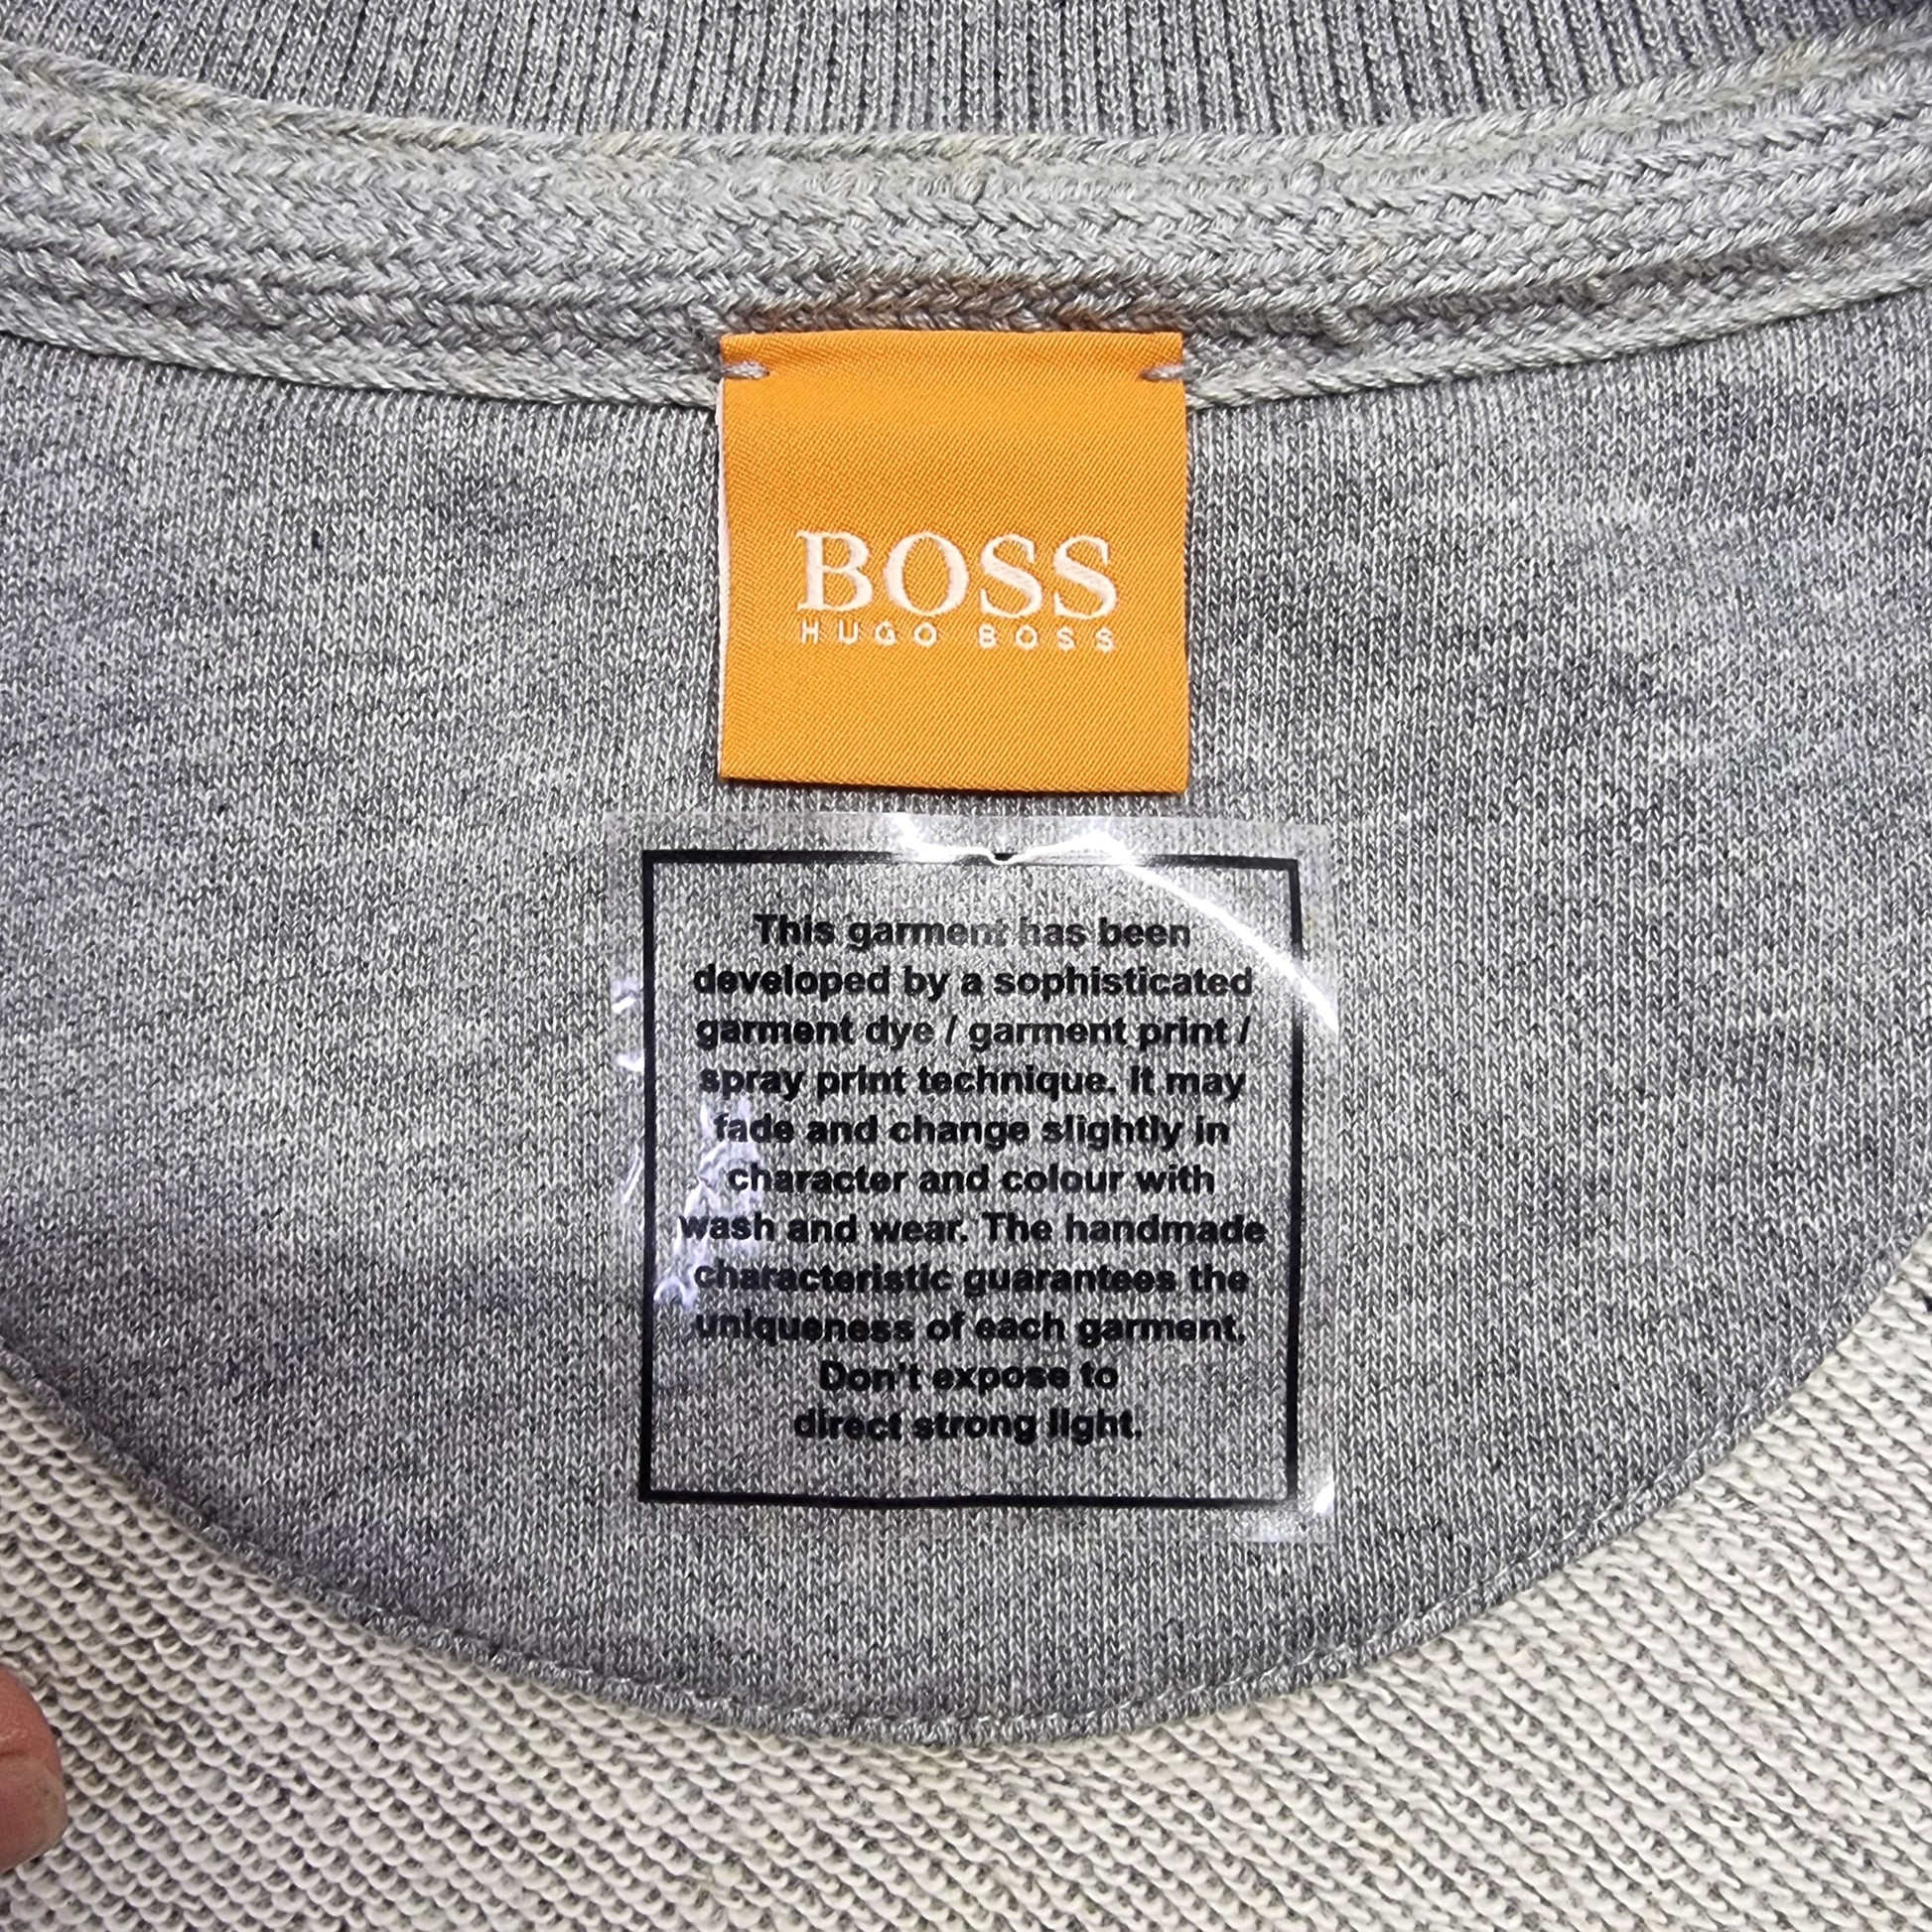 BOSS
HUGO BOSS
This garment has been
developed by a sophisticated
garment dye / garment print /
spray print technique. It may
fade and change slightly in
character and colour with
wash and wear. The handmade
characteristic guarantees the
uniqueness of each garment.
Don't expose to
direct strong light.